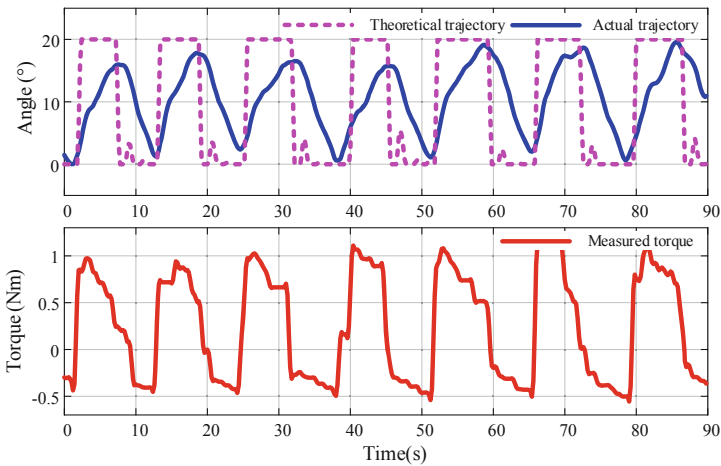 Theoretical trajectory Actual trajectory
20
10
0
Angle (°)
0 10 20 30 40 50 60 70 80 90
Measured torque
1
0.5
0
-0.5
Torque (Nm)
0 10 20 30 40 50 60 70 80 90
Time(s)